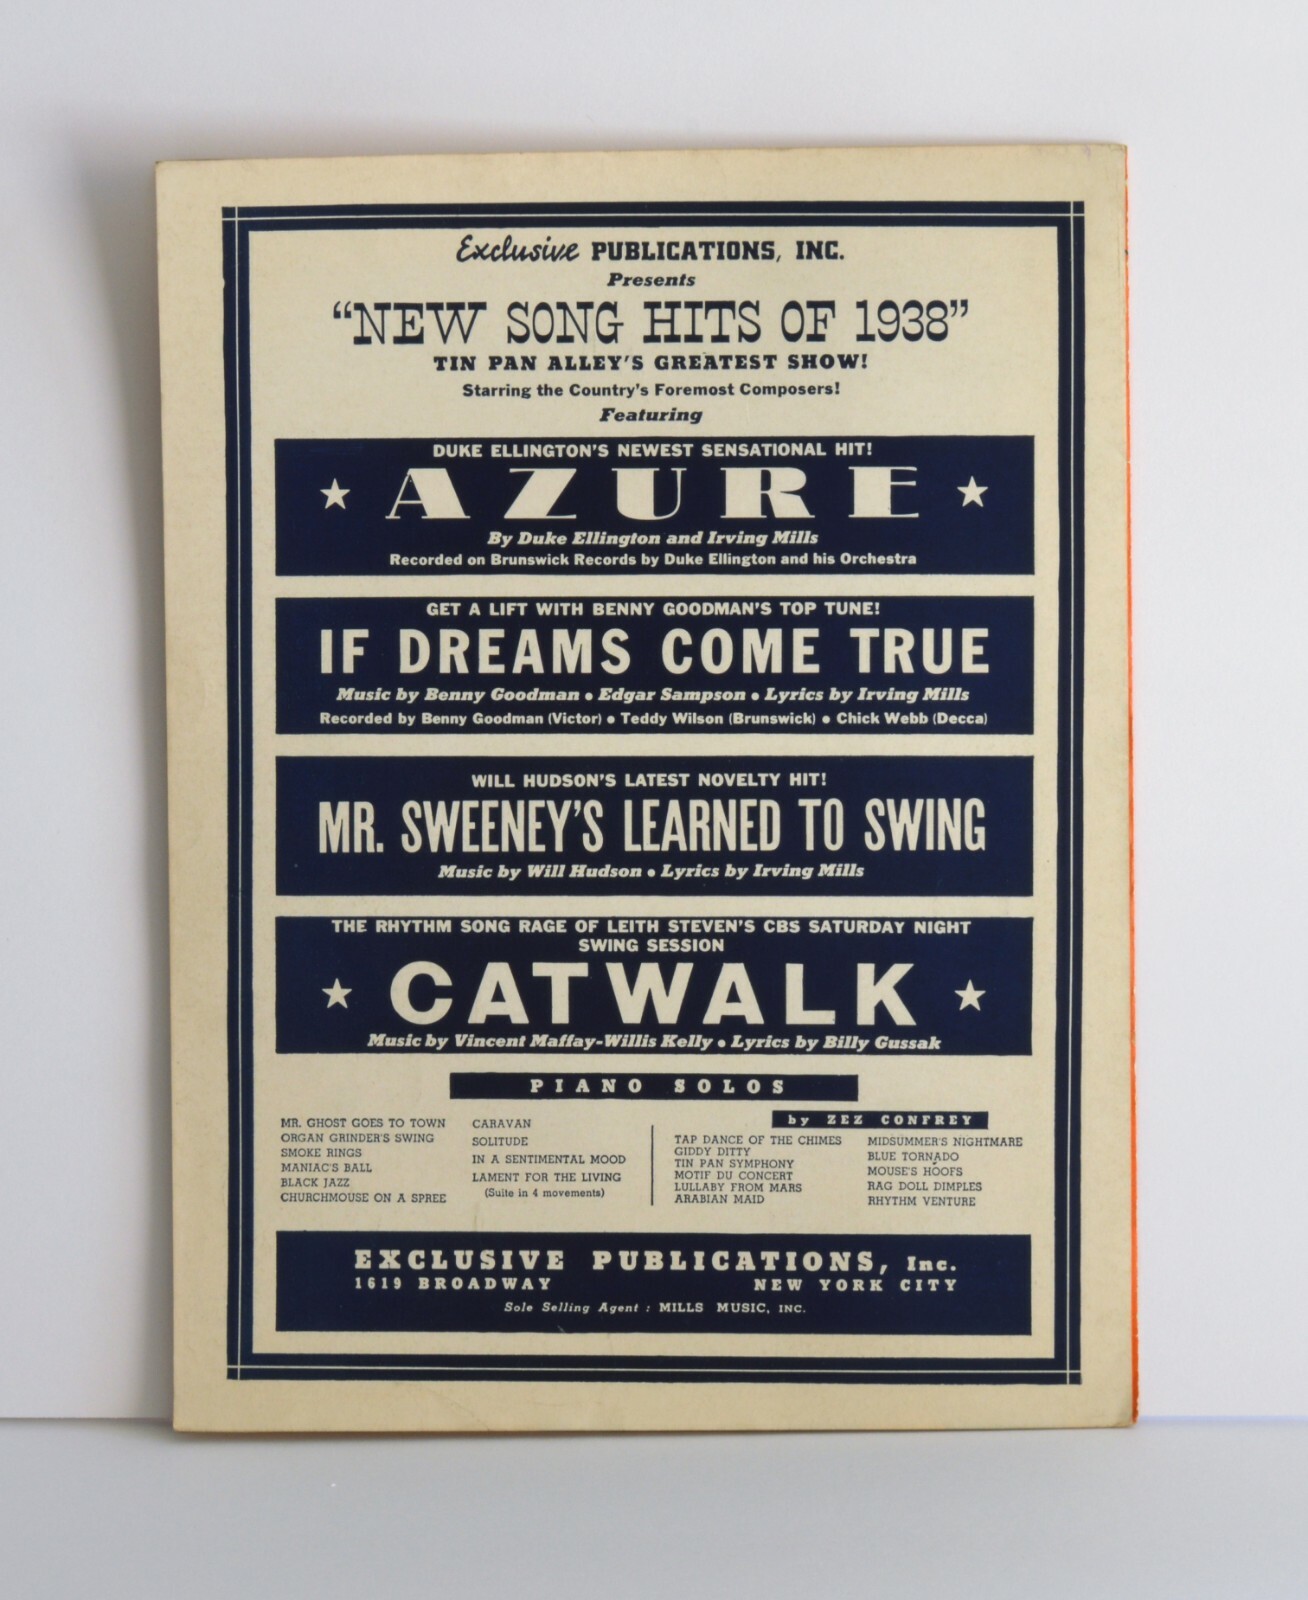 Exclusive PUBLICATIONS, INC.
Presents
"NEW SONG HITS OF 1938"
TIN PAN ALLEY'S GREATEST SHOW!
Starring the Country's Foremost Composers!
Featuring
DUKE ELLINGTON'S NEWEST SENSATIONAL HIT!
★ AZURE ★
By Duke Ellington and Irving Mills
Recorded on Brunswick Records by Duke Ellington and his Orchestra
GET A LIFT WITH BENNY GOODMAN'S TOP TUNE!
IF DREAMS COME TRUE
Music by Benny Goodman • Edgar Sampson • Lyrics by Irving Mills
Recorded by Benny Goodman (Victor) • Teddy Wilson (Brunswick) • Chick Webb (Decca)
WILL HUDSON'S LATEST NOVELTY HIT!
MR. SWEENEY'S LEARNED TO SWING
Music by Will Hudson • Lyrics by Irving Mills
THE RHYTHM SONG RAGE OF LEITH STEVEN'S CBS SATURDAY NIGHT
SWING SESSION
★ CATWALK ★
Music by Vincent Maffay-Willis Kelly • Lyrics by Billy Gussak
PIANO SOLOS
MR. GHOST GOES TO TOWN
ORGAN GRINDER'S SWING
SMOKE RINGS
MANIAC'S BALL
BLACK JAZZ
CHURCHMOUSE ON A SPREE
CARAVAN
SOLITUDE
IN A SENTIMENTAL MOOD
LAMENT FOR THE LIVING
(Suite in 4 movements)
by ZEZ CONFREY
TAP DANCE OF THE CHIMES
GIDDY DITTY
TIN PAN SYMPHONY
MOTIF DU CONCERT
LULLABY FROM MARS
ARABIAN MAID
MIDSUMMER'S NIGHTMARE
BLUE TORNADO
MOUSE'S HOOFS
RAG DOLL DIMPLES
RHYTHM VENTURE
EXCLUSIVE PUBLICATIONS, Inc.
1619 BROADWAY NEW YORK CITY
Sole Selling Agent : MILLS MUSIC, INC.